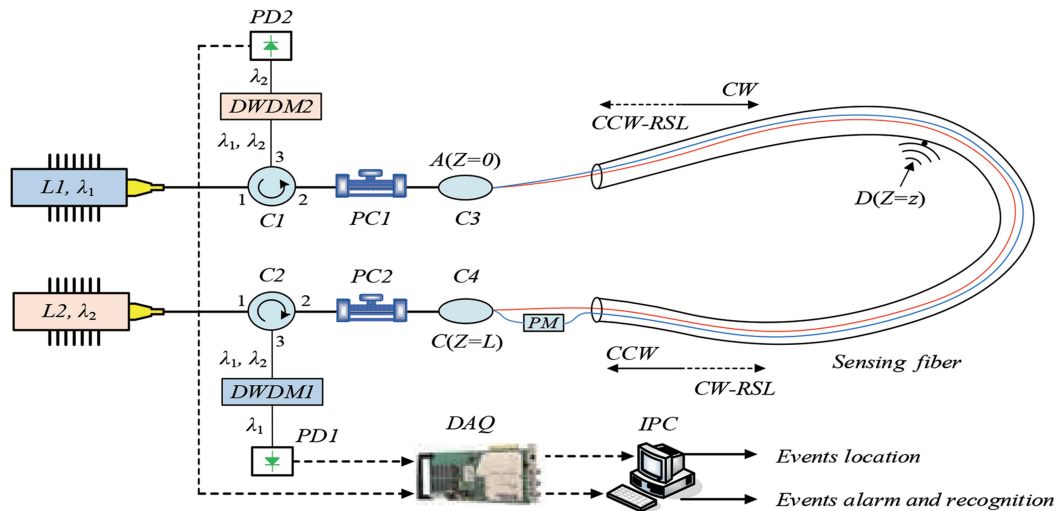 PD2
λ2
DWDM2
λ1, λ2
3
L1, λ1
1
2
C1
PC1
A(Z=0)
C3
CW
CCW-RSL
D(Z=z)
C2
PC2
C4
L2, λ2
1
2
3
PM
C(Z=L)
CCW
CW-RSL
Sensing fiber
λ1, λ2
DWDM1
λ1
PD1
DAQ
IPC
Events location
Events alarm and recognition